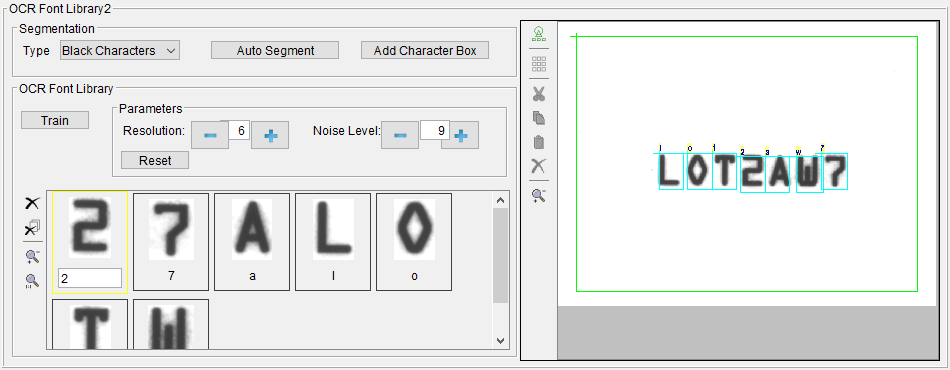 OCR Font Library2
Segmentation
Type Black Characters Auto Segment Add Character Box
OCR Font Library
Train
Parameters
Resolution: 6 Noise Level: 9
Reset
2 7 A L O
2 7 a l o
T W
l o t 2 a w 7
LOT2AW7